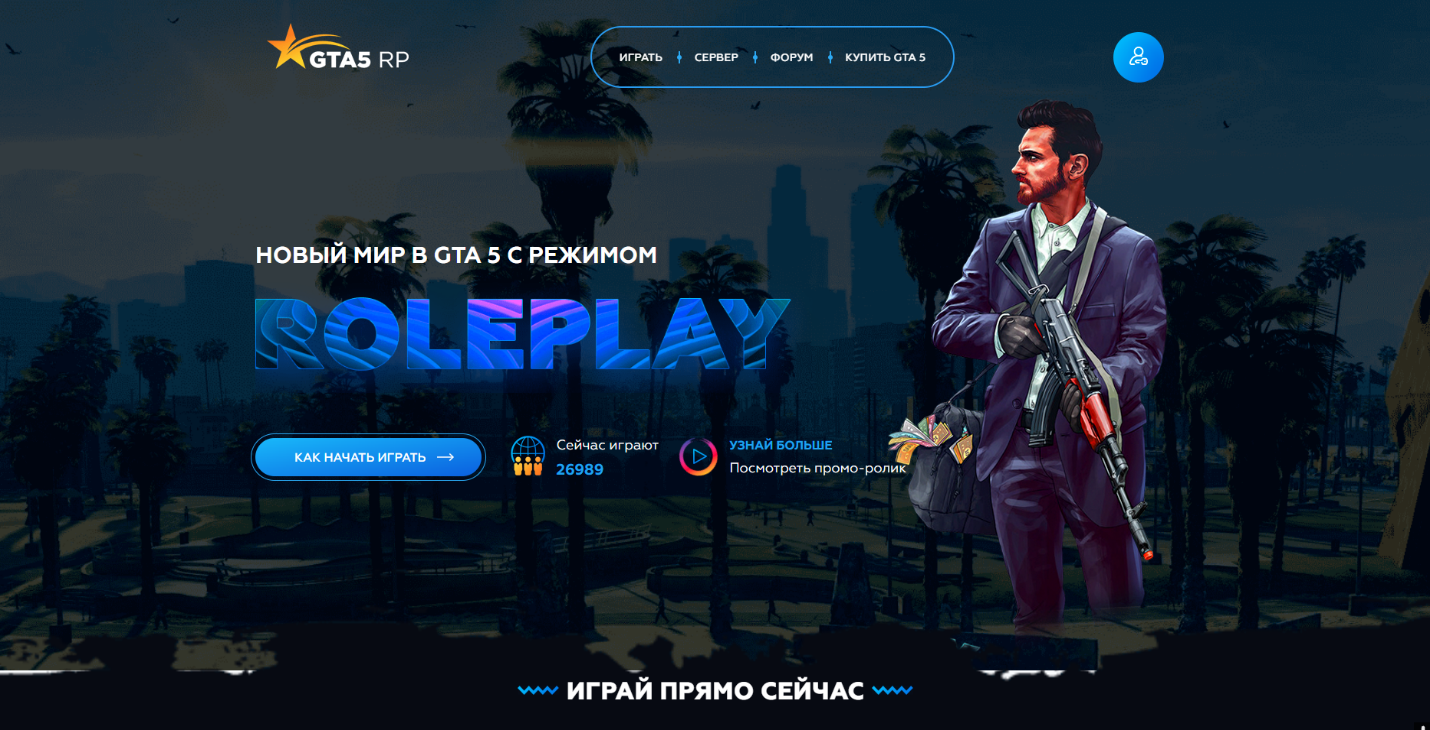 GTA5 RP
ИГРАТЬ
СЕРВЕР
ФОРУМ
КУПИТЬ GTA 5
НОВЫЙ МИР В GTA 5 С РЕЖИМОМ
ROLEPLAY
КАК НАЧАТЬ ИГРАТЬ
Сейчас играют
26989
УЗНАЙ БОЛЬШЕ
Посмотреть промо-ролик
ИГРАЙ ПРЯМО СЕЙЧАС